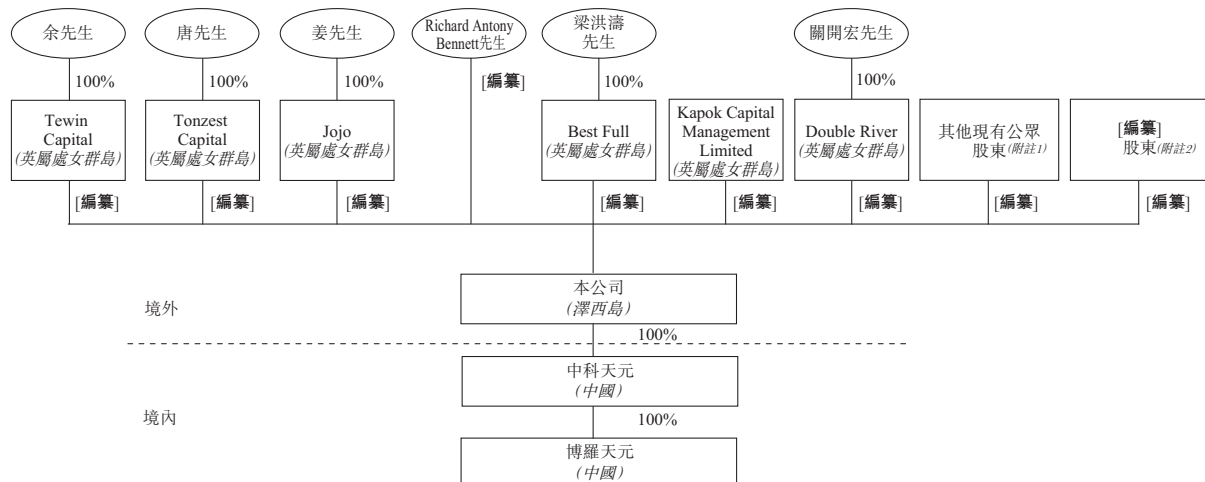 余先生
唐先生
姜先生
Richard Antony
Bennett先生
梁洪濤
先生
關開宏先生
100%
100%
100%
[編纂]
100%
100%
Tewin
Capital
(英屬處女群島)
Tonzest
Capital
(英屬處女群島)
Jojo
(英屬處女群島)
Best Full
(英屬處女群島)
Kapok Capital
Management
Limited
(英屬處女群島)
Double River
(英屬處女群島)
其他現有公眾
股東(附註1)
[編纂]
股東(附註2)
[編纂]
[編纂]
[編纂]
[編纂]
[編纂]
[編纂]
[編纂]
[編纂]
本公司
(澤西島)
境外
100%
中科天元
(中國)
境內
100%
博羅天元
(中國)